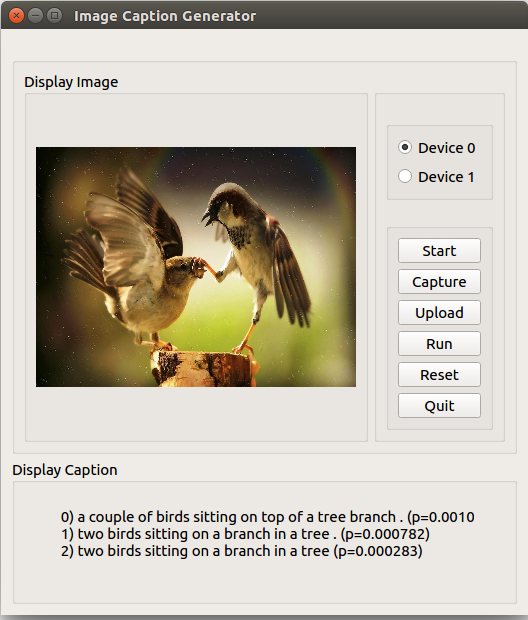 Image Caption Generator
Display Image
Device 0
Device 1
Start
Capture
Upload
Run
Reset
Quit
Display Caption
0) a couple of birds sitting on top of a tree branch . (p=0.0010
1) two birds sitting on a branch in a tree . (p=0.000782)
2) two birds sitting on a branch in a tree (p=0.000283)